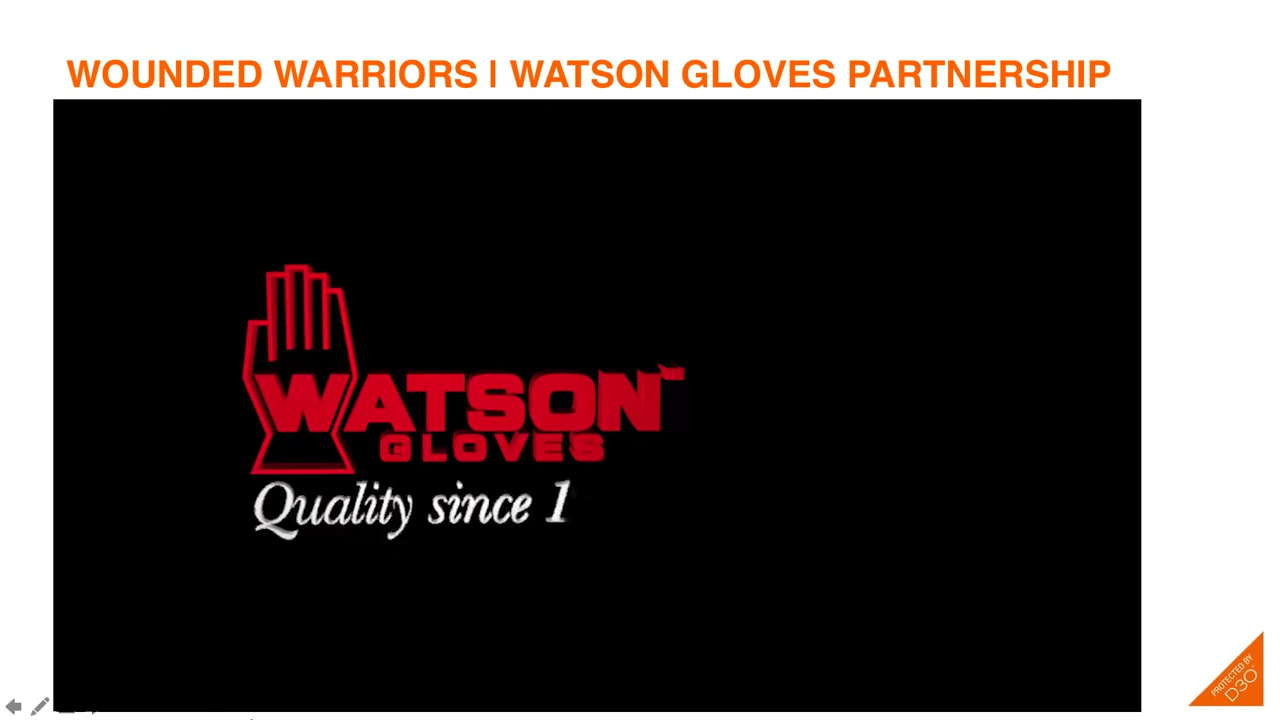 WOUNDED WARRIORS | WATSON GLOVES PARTNERSHIP
WATSON
GLOVES
Quality since 1
PROTECTED BY
D3O